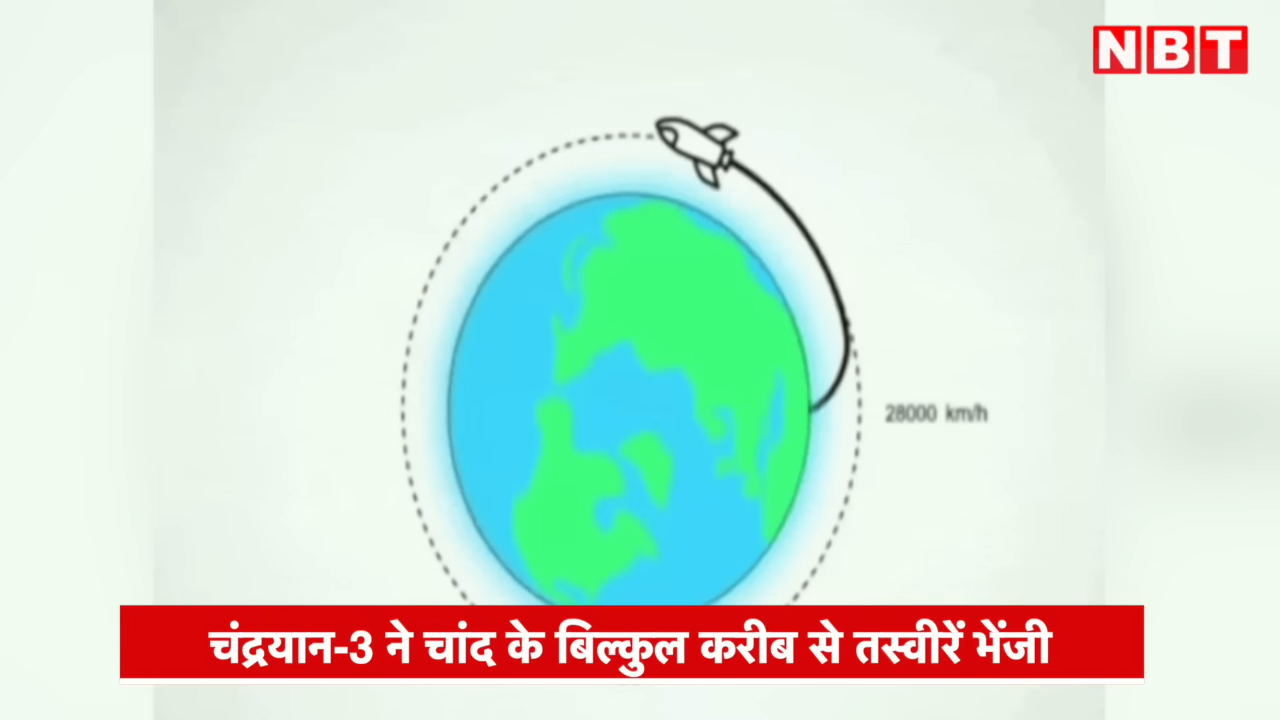 NBT
28000 km/h
चंद्रयान-3 ने चांद के बिल्कुल करीब से तस्वीरें भेंजी